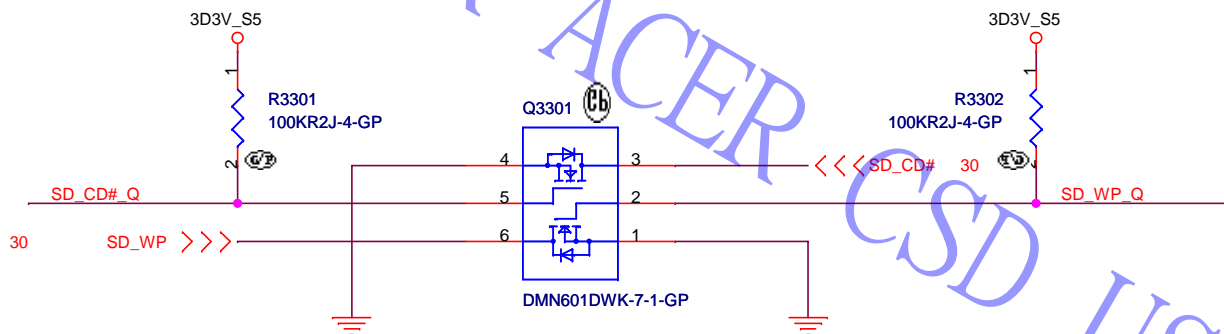 3D3V_S5
3D3V_S5
1
1
R3301
100KR2J-4-GP
2
Q3301
R3302
100KR2J-4-GP
ACER
CSD
4
3
SD_CD#
30
SD_CD#_Q
5
2
SD_WP_Q
30
SD_WP
6
1
DMN601DWK-7-1-GP